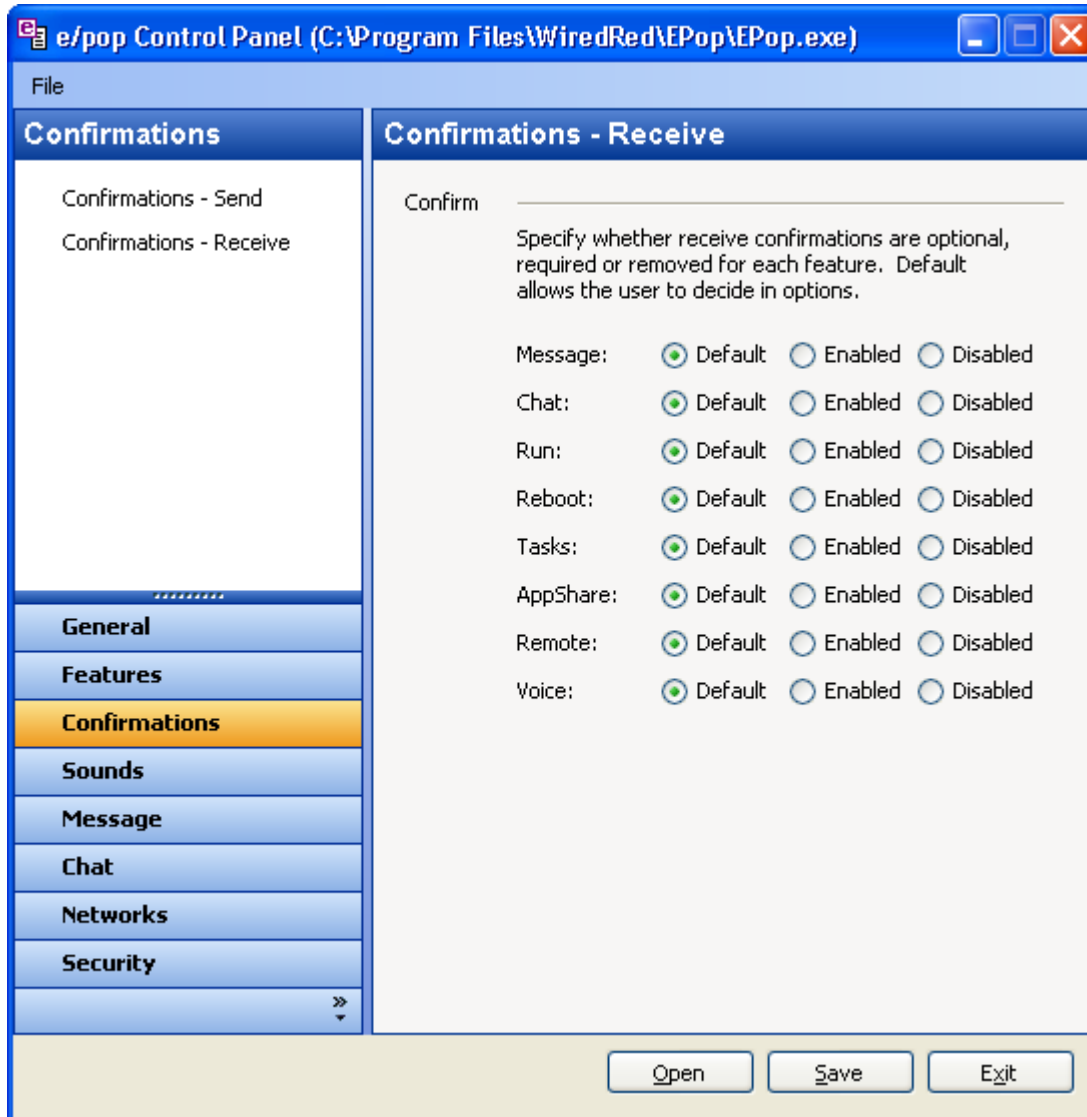 e/pop Control Panel (C:\Program Files\WiredRed\EPop\EPop.exe)
File
Confirmations
Confirmations - Send
Confirmations - Receive
General
Features
Confirmations
Sounds
Message
Chat
Networks
Security
Confirmations - Receive
Confirm
Specify whether receive confirmations are optional,
required or removed for each feature. Default
allows the user to decide in options.
Message: Default Enabled Disabled
Chat: Default Enabled Disabled
Run: Default Enabled Disabled
Reboot: Default Enabled Disabled
Tasks: Default Enabled Disabled
AppShare: Default Enabled Disabled
Remote: Default Enabled Disabled
Voice: Default Enabled Disabled
Open Save Exit